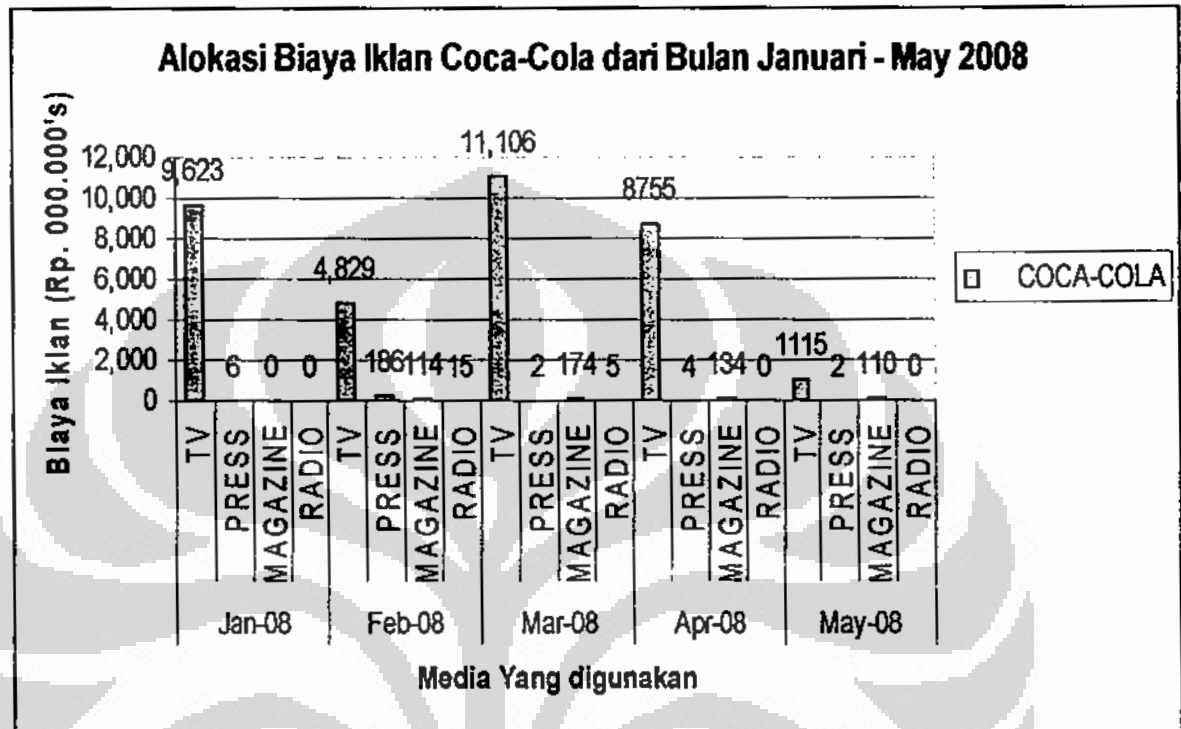 Alokasi Biaya Iklan Coca-Cola dari Bulan Januari - May 2008
Biaya Iklan (Rp. 000.000's)
12,000
10,000
8,000
6,000
4,000
2,000
0
9,623 6 0 0 4,829 186 114 15 11,106 2 174 5 8755 4 134 0 1115 2 110 0
TV PRESS MAGAZINE RADIO TV PRESS MAGAZINE RADIO TV PRESS MAGAZINE RADIO TV PRESS MAGAZINE RADIO TV PRESS MAGAZINE RADIO
Jan-08 Feb-08 Mar-08 Apr-08 May-08
Media Yang digunakan
COCA-COLA